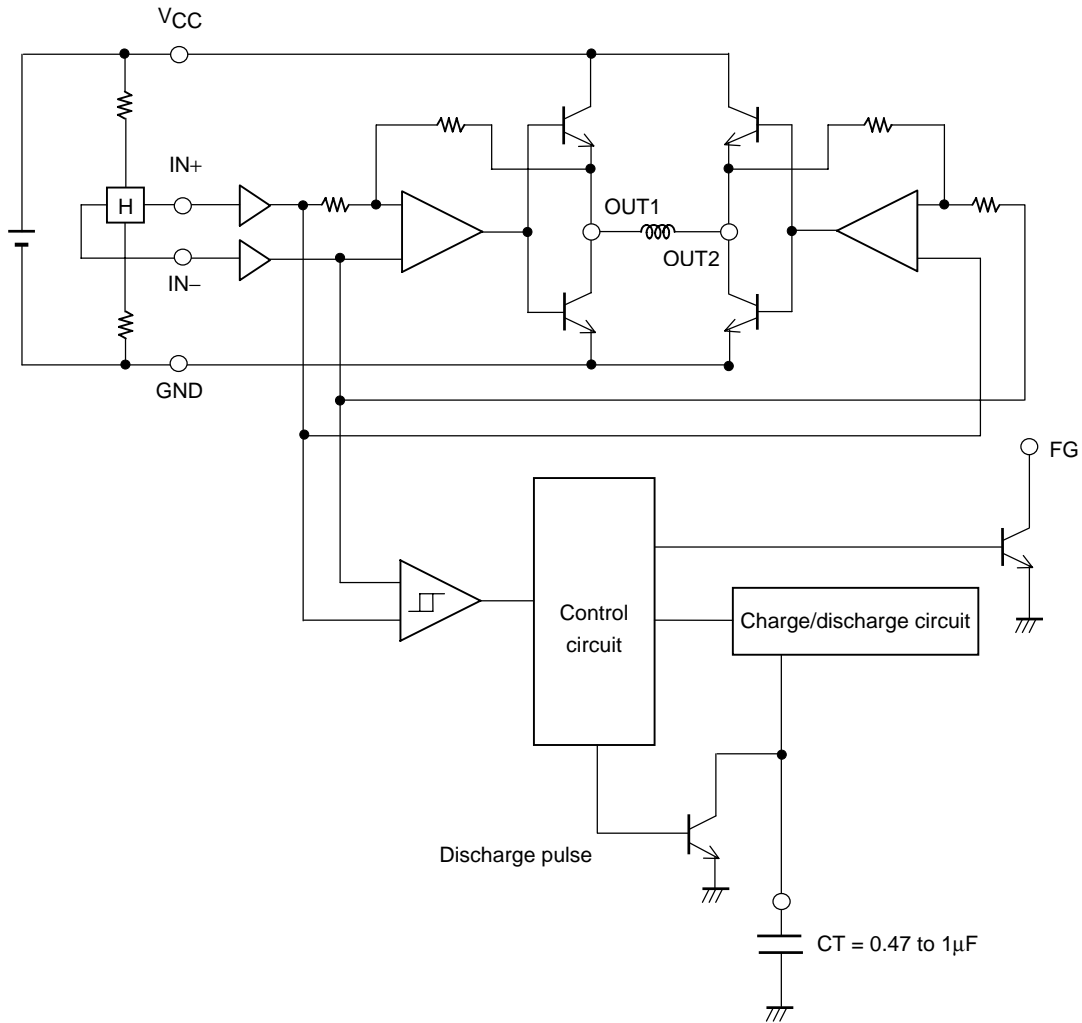 VCC
IN+
H
IN−
GND
OUT1
OUT2
FG
Control
circuit
Charge/discharge circuit
Discharge pulse
CT = 0.47 to 1μF